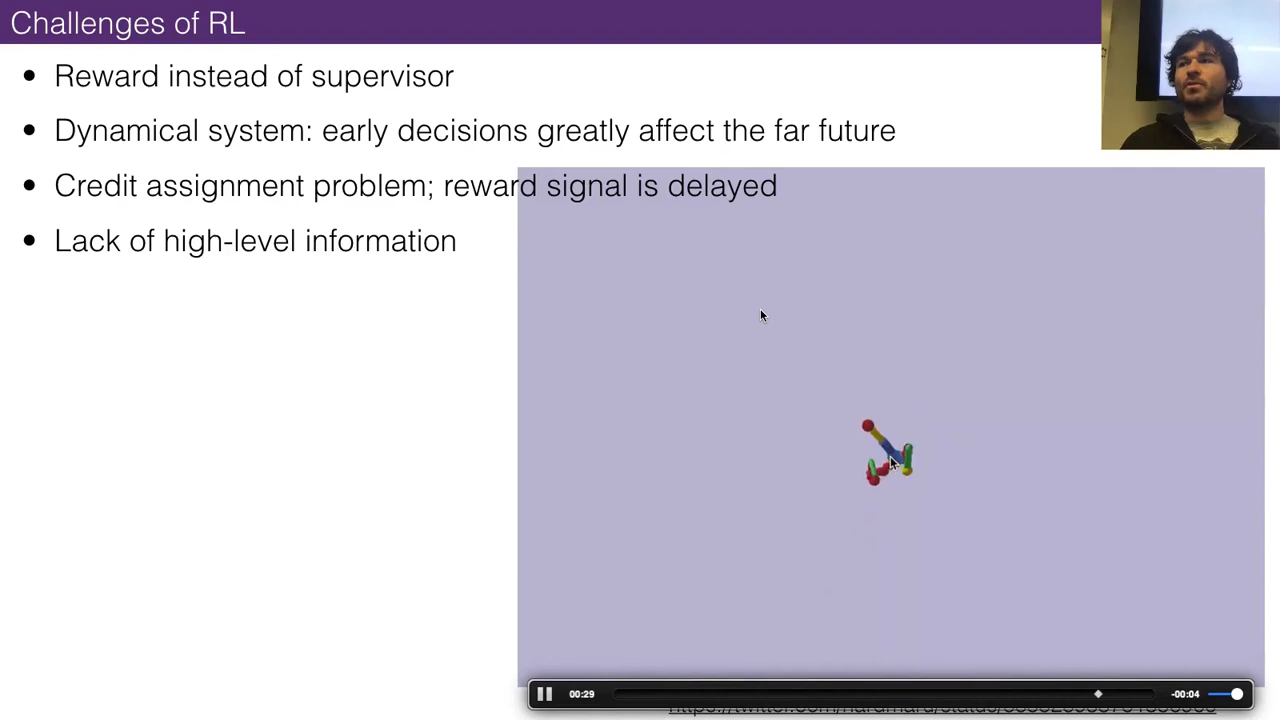 Challenges of RL
• Reward instead of supervisor
• Dynamical system: early decisions greatly affect the far future
• Credit assignment problem; reward signal is delayed
• Lack of high-level information
00:29 -00:04